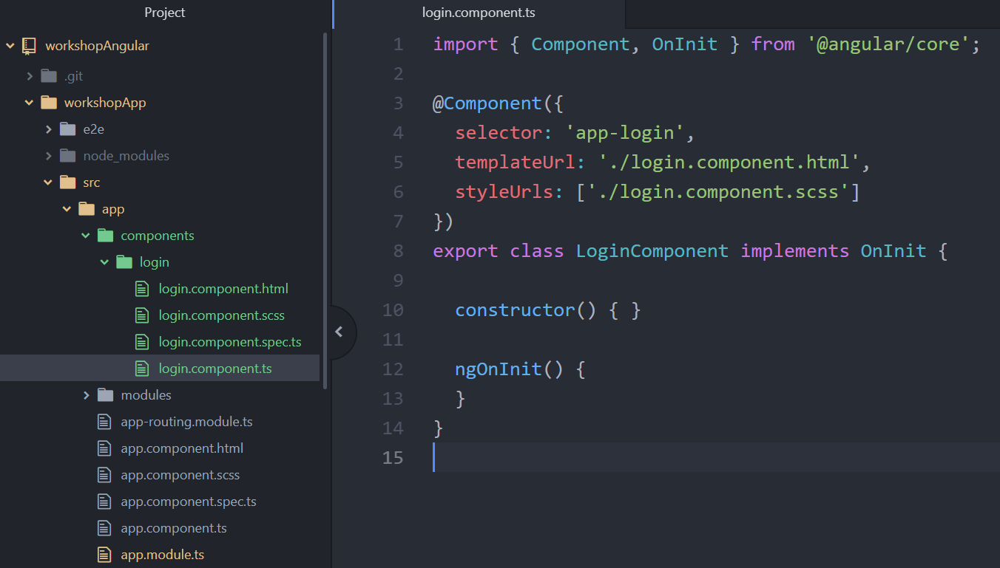 Project
workshopAngular
.git
workshopApp
e2e
node_modules
src
app
components
login
login.component.html
login.component.scss
login.component.spec.ts
login.component.ts
modules
app-routing.module.ts
app.component.html
app.component.scss
app.component.spec.ts
app.component.ts
app.module.ts
login.component.ts
1 import { Component, OnInit } from '@angular/core';
2
3 @Component({
4   selector: 'app-login',
5   templateUrl: './login.component.html',
6   styleUrls: ['./login.component.scss']
7 })
8 export class LoginComponent implements OnInit {
9
10   constructor() { }
11
12   ngOnInit() {
13   }
14 }
15